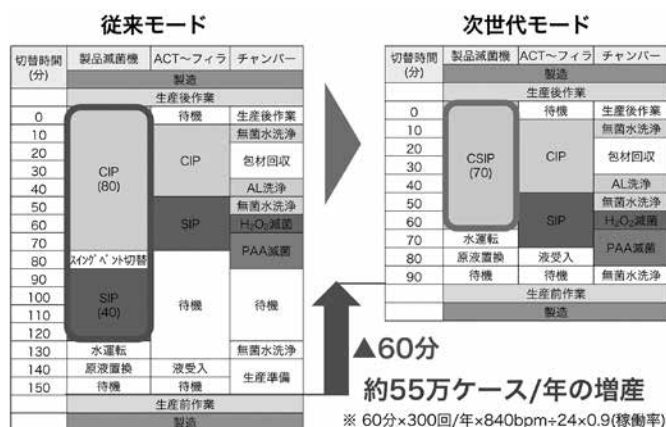 従来モード
切替時間(分) 製品滅菌機 ACT〜フィラ チャンバー
製造
生産後作業
0 待機 生産後作業
10 無菌水洗浄
20 CIP
30 CIP (80) 包材回収
40 AL洗浄
50 無菌水洗浄
60 SIP H₂O₂滅菌
70 PAA滅菌
80 スイングベント切替
90
100 SIP (40) 待機 待機
110
120
130 水運転 無菌水洗浄
140 原液置換 液受入 生産準備
150 待機 待機
生産前作業
製造
次世代モード
切替時間(分) 製品滅菌機 ACT〜フィラ チャンバー
製造
生産後作業
0 待機 生産後作業
10 無菌水洗浄
20 CSIP (70) CIP 包材回収
30
40 AL洗浄
50 無菌水洗浄
60 SIP H₂O₂滅菌
70 水運転 PAA滅菌
80 原液置換 液受入
90 待機 待機 無菌水洗浄
生産前作業
製造
▲60分
約55万ケース/年の増産
※ 60分×300回/年×840bpm÷24×0.9(稼働率)